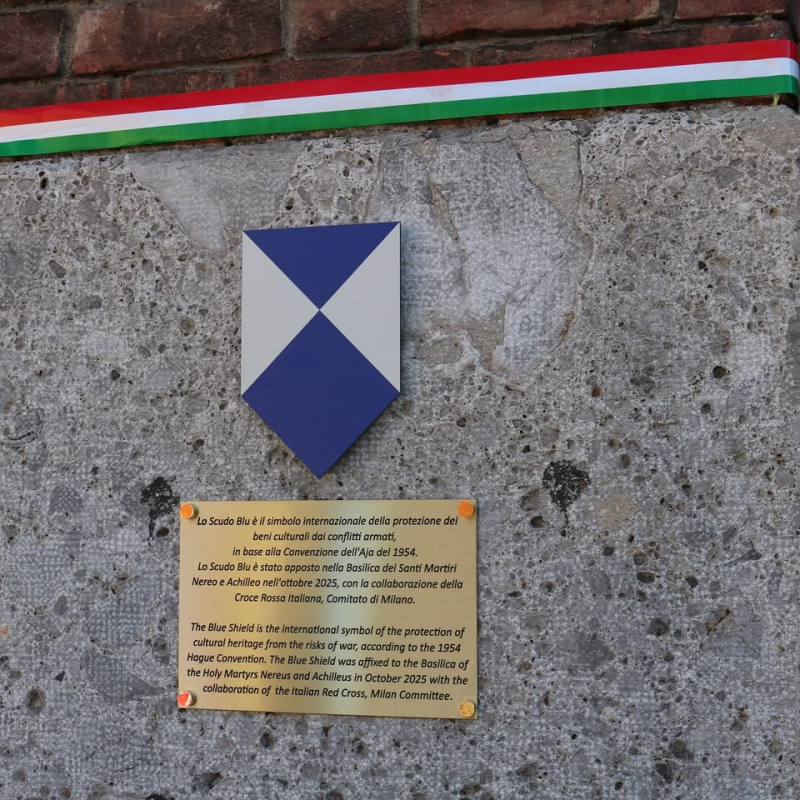 Lo Scudo Blu è il simbolo internazionale della protezione dei
beni culturali dai conflitti armati,
in base alla Convenzione dell'Aja del 1954.
Lo Scudo Blu è stato apposto nella Basilica dei Santi Martiri
Nereo e Achilleo nell'ottobre 2025, con la collaborazione della
Croce Rossa Italiana, Comitato di Milano.
The Blue Shield is the international symbol of the protection of
cultural heritage from the risks of war, according to the 1954
Hague Convention. The Blue Shield was affixed to the Basilica of
the Holy Martyrs Nereus and Achilleus in October 2025 with the
collaboration of the Italian Red Cross, Milan Committee.